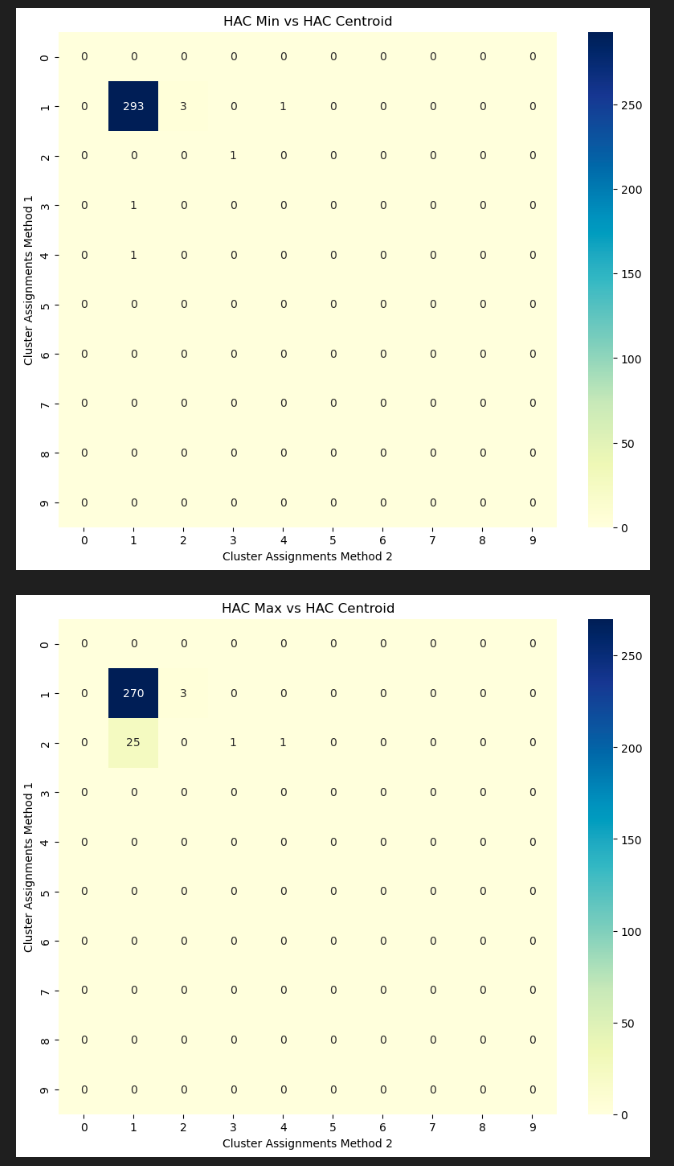 HAC Min vs HAC Centroid
0 0 0 0 0 0 0 0 0 0 0
1 0 293 3 0 1 0 0 0 0 0
2 0 0 0 1 0 0 0 0 0 0
3 0 1 0 0 0 0 0 0 0 0
4 0 1 0 0 0 0 0 0 0 0
5 0 0 0 0 0 0 0 0 0 0
6 0 0 0 0 0 0 0 0 0 0
7 0 0 0 0 0 0 0 0 0 0
8 0 0 0 0 0 0 0 0 0 0
9 0 0 0 0 0 0 0 0 0 0
0 1 2 3 4 5 6 7 8 9
Cluster Assignments Method 2
Cluster Assignments Method 1
250
200
150
100
50
0
HAC Max vs HAC Centroid
0 0 0 0 0 0 0 0 0 0 0
1 0 270 3 0 0 0 0 0 0 0
2 0 25 0 1 1 0 0 0 0 0
3 0 0 0 0 0 0 0 0 0 0
4 0 0 0 0 0 0 0 0 0 0
5 0 0 0 0 0 0 0 0 0 0
6 0 0 0 0 0 0 0 0 0 0
7 0 0 0 0 0 0 0 0 0 0
8 0 0 0 0 0 0 0 0 0 0
9 0 0 0 0 0 0 0 0 0 0
0 1 2 3 4 5 6 7 8 9
Cluster Assignments Method 2
Cluster Assignments Method 1
250
200
150
100
50
0